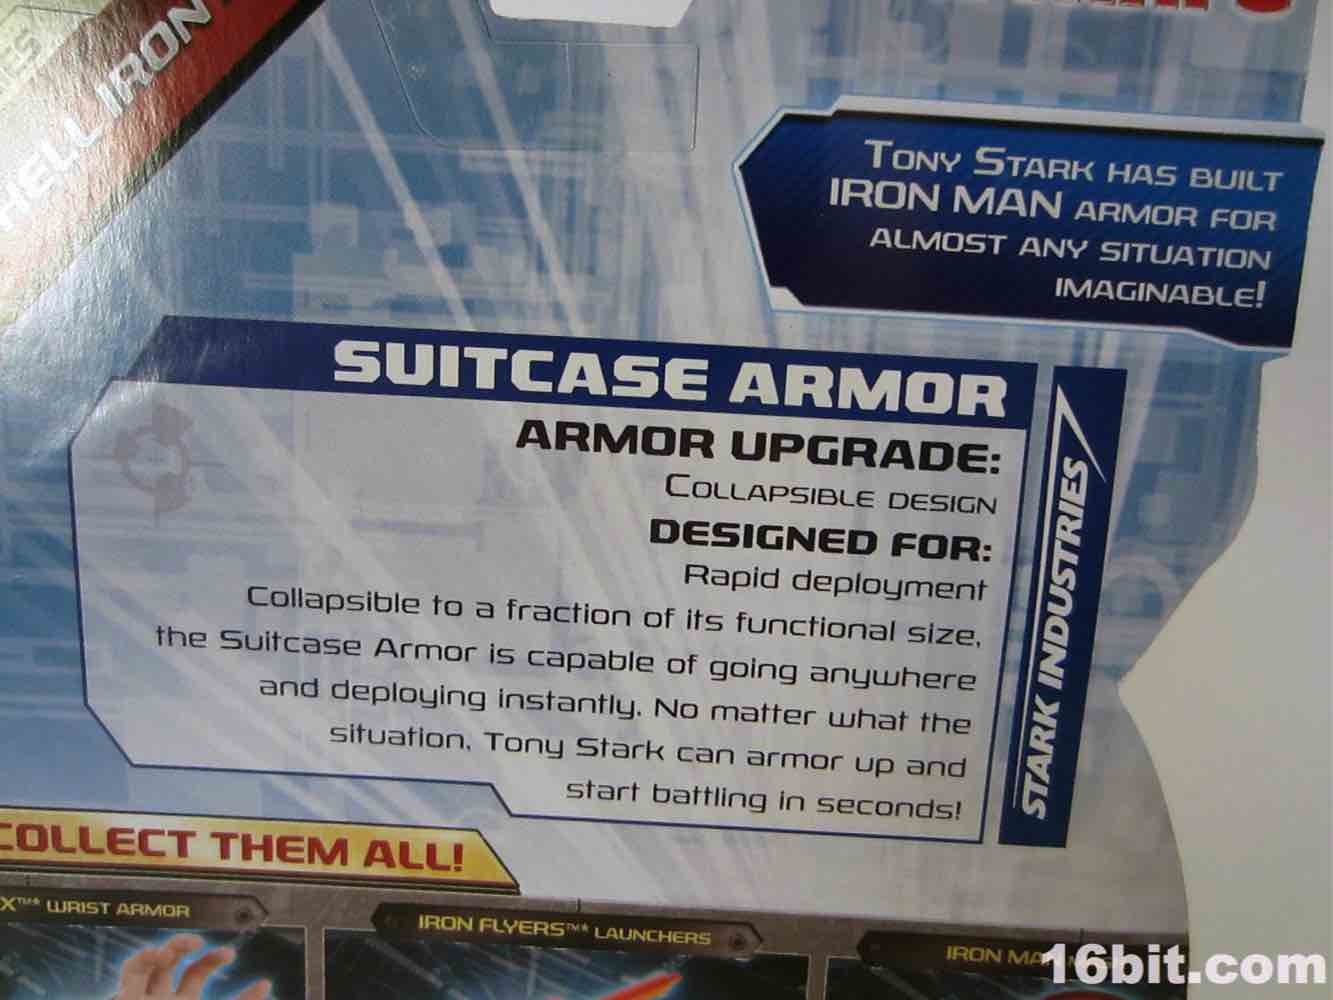 HELL IRON
TONY STARK HAS BUILT
IRON MAN ARMOR FOR
ALMOST ANY SITUATION
IMAGINABLE!
SUITCASE ARMOR
ARMOR UPGRADE:
COLLAPSIBLE DESIGN
DESIGNED FOR:
Rapid deployment
Collapsible to a fraction of its functional size,
the Suitcase Armor is capable of going anywhere
and deploying instantly. No matter what the
situation, Tony Stark can armor up and
start battling in seconds!
STARK INDUSTRIES
COLLECT THEM ALL!
WRIST ARMOR
IRON FLYERS™* LAUNCHERS
IRON
16bit.com